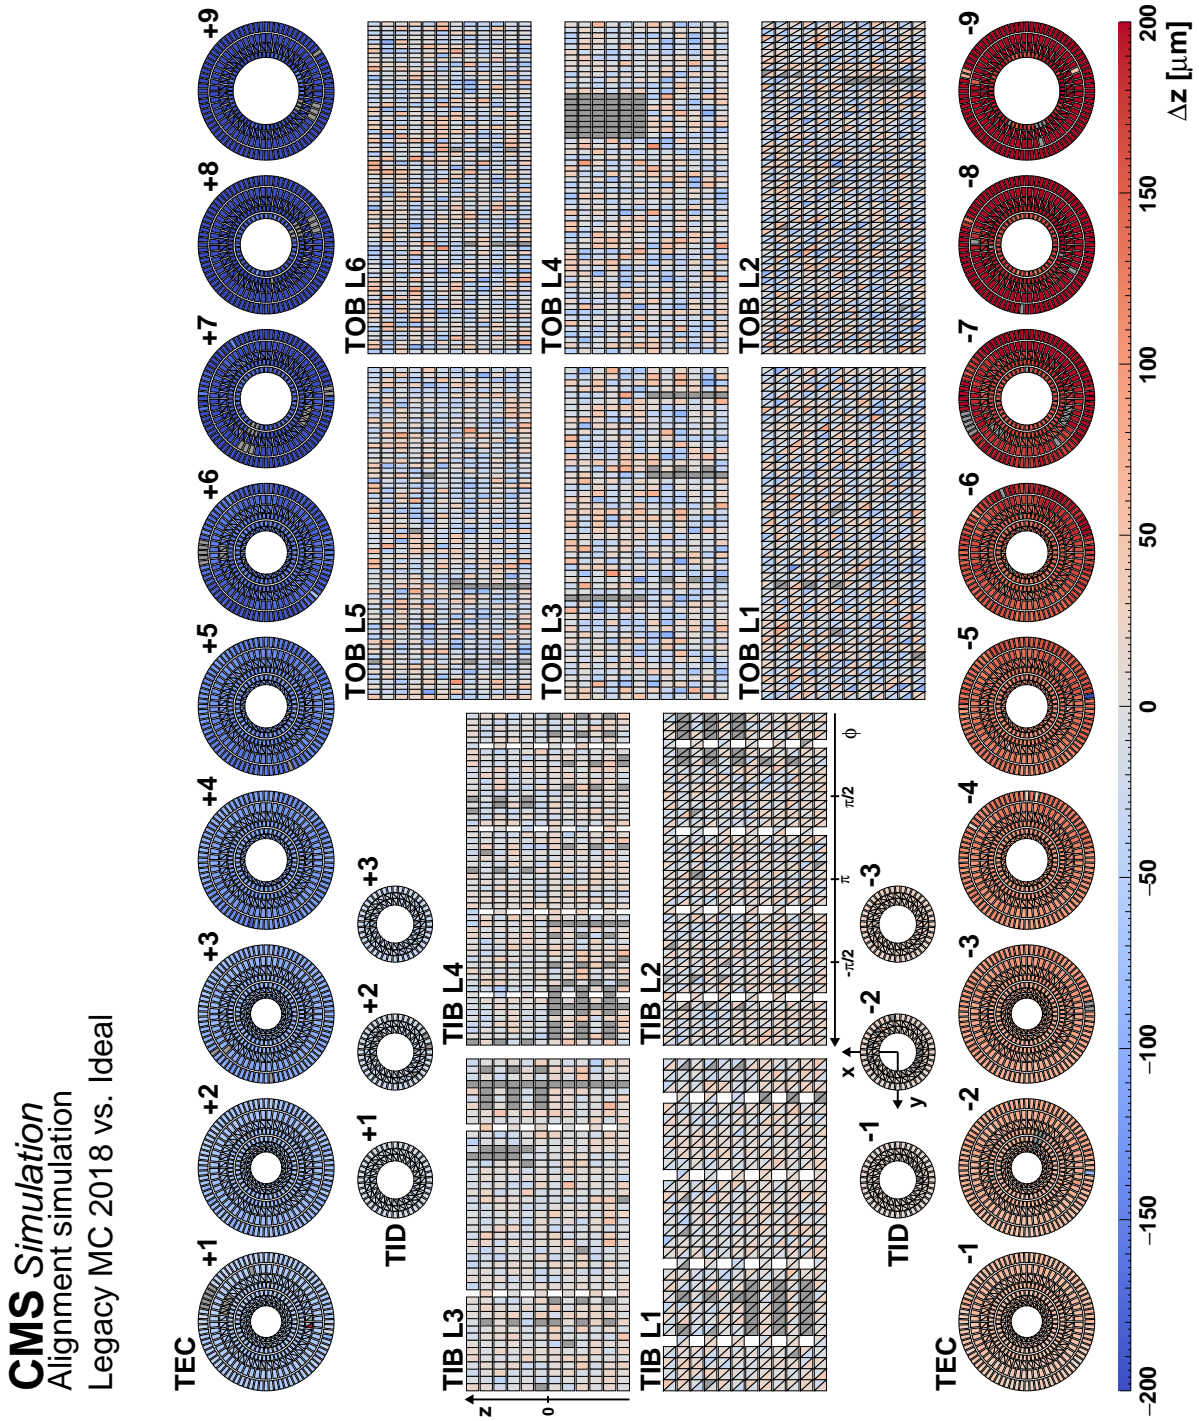 CMS Simulation
Alignment simulation
Legacy MC 2018 vs. Ideal
TEC
+1
+2
+3
+4
+5
+6
+7
+8
+9
TID
+1
+2
+3
TOB L5
TOB L6
z
0
TIB L3
TIB L4
TOB L3
TOB L4
TIB L1
TIB L2
TOB L1
TOB L2
-π/2
π
π/2
ϕ
x
y
TID
-1
-2
-3
TEC
-1
-2
-3
-4
-5
-6
-7
-8
-9
−200
−150
−100
−50
0
50
100
150
200
Δz [μm]